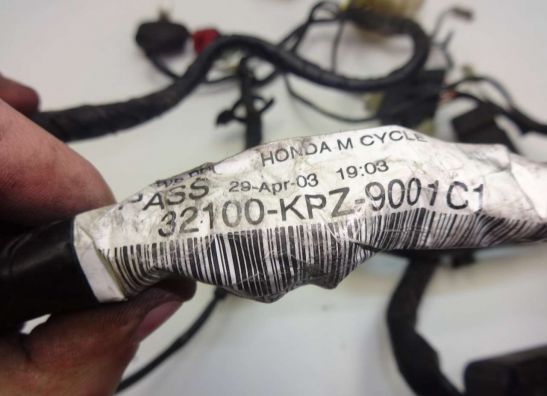 HONDA M CYCLE
PASS 29-Apr-03 19:03
32100-KPZ-9001C1